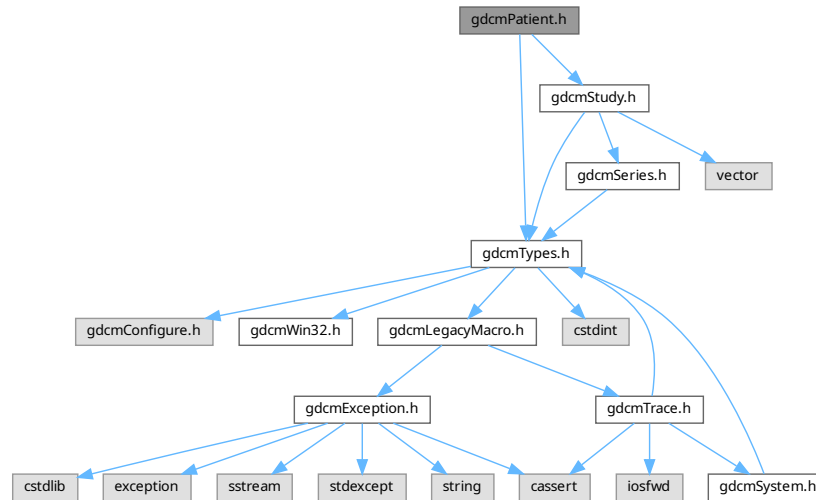 gdcmPatient.h
gdcmStudy.h
gdcmSeries.h
vector
gdcmTypes.h
gdcmConfigure.h
gdcmWin32.h
gdcmLegacyMacro.h
cstdint
gdcmException.h
gdcmTrace.h
cstdlib
exception
sstream
stdexcept
string
cassert
iosfwd
gdcmSystem.h